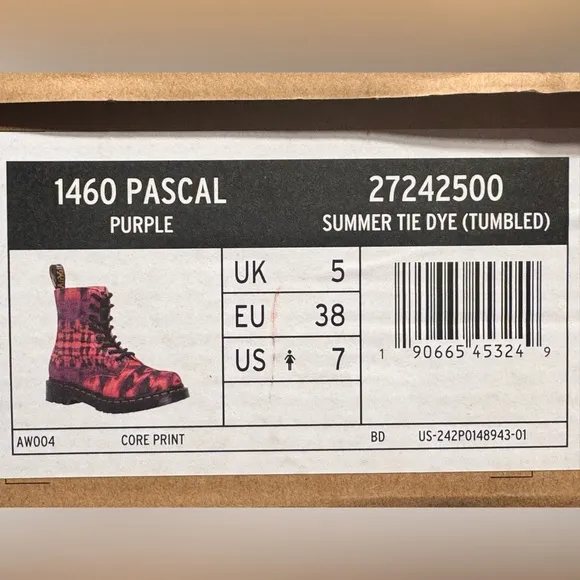 1460 PASCAL
PURPLE
27242500
SUMMER TIE DYE (TUMBLED)
UK 5
EU 38
US 7
1 90665 45324 9
AW004 CORE PRINT BD US-242P0148943-01